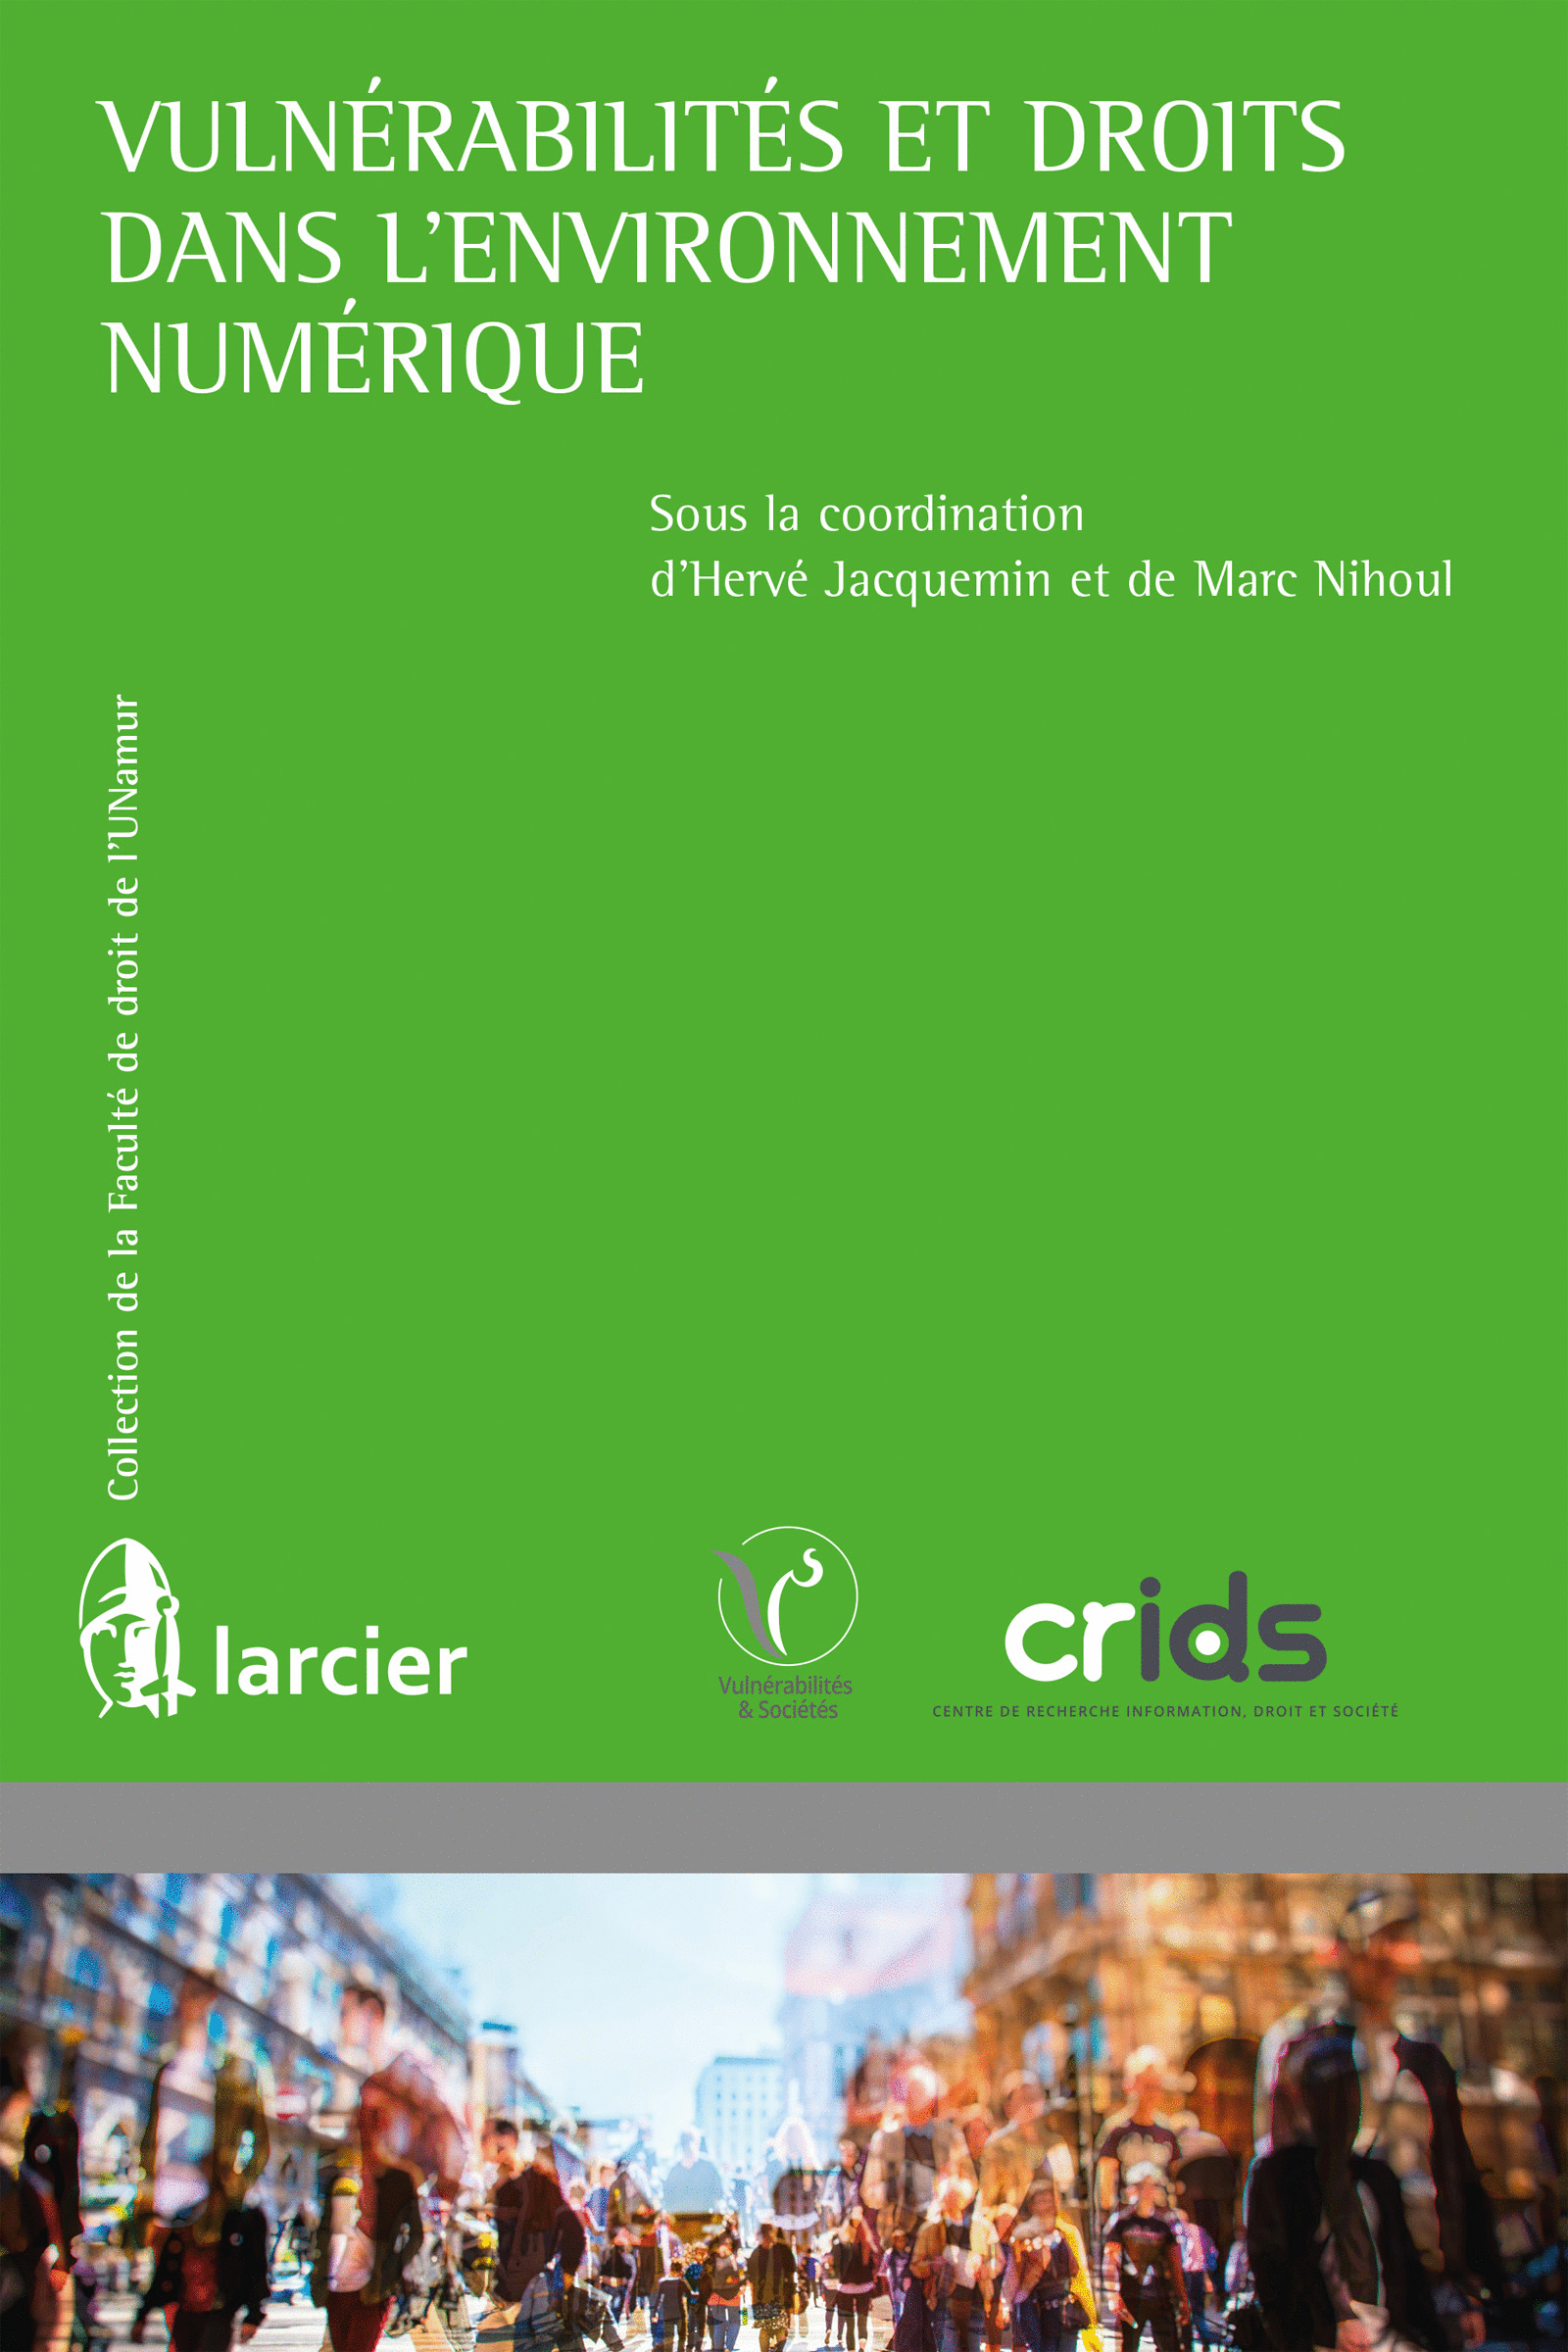 VULNÉRABILITÉS ET DROITS
DANS L’ENVIRONNEMENT
NUMÉRIQUE
Sous la coordination
d’Hervé Jacquemin et de Marc Nihoul
Collection de la Faculté de droit de l’UNamur
larcier
Vulnérabilités
& Sociétés
crids
CENTRE DE RECHERCHE INFORMATION, DROIT ET SOCIÉTÉ